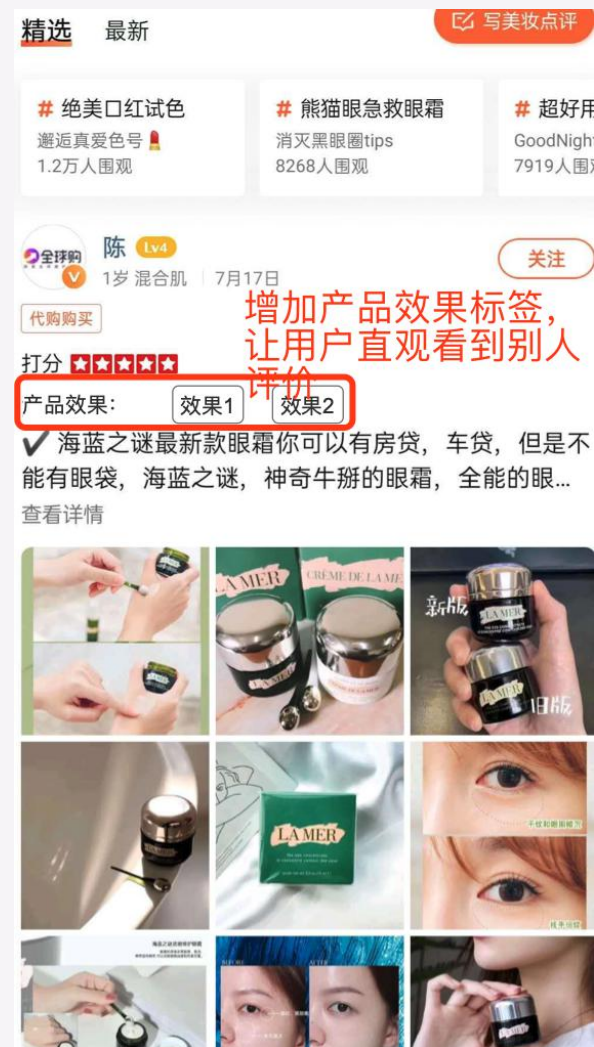 精选 最新
写美妆点评
# 绝美口红试色
邂逅真爱色号💄
1.2万人围观
# 熊猫眼急救眼霜
消灭黑眼圈tips
8268人围观
# 超好用
GoodNigh
7919人围
全球购
陈 Lv4
1岁 混合肌 | 7月17日
关注
代购购买
增加产品效果标签，
让用户直观看到别人
评价
打分
产品效果： 效果1 效果2
✔ 海蓝之谜最新款眼霜你可以有房贷，车贷，但是不
能有眼袋，海蓝之谜，神奇牛掰的眼霜，全能的眼...
查看详情
LA MER
CRÈME DE LA ME
LA MER
新版
LA MER
LA MER
旧版
LA MER
BEFORE
AFTER
LA MER